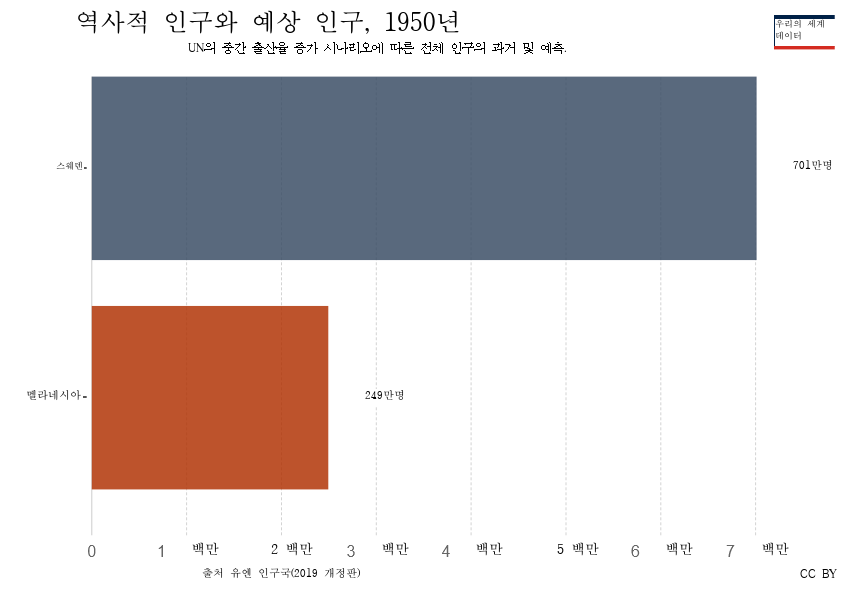 역사적 인구와 예상 인구, 1950년
UN의 중간 출산율 증가 시나리오에 따른 전체 인구의 과거 및 예측.
우리의 세계
데이터
스웨덴
701만명
멜라네시아
249만명
0 1 백만 2 백만 3 백만 4 백만 5 백만 6 백만 7 백만
출처 유엔 인구국(2019 개정판)
CC BY